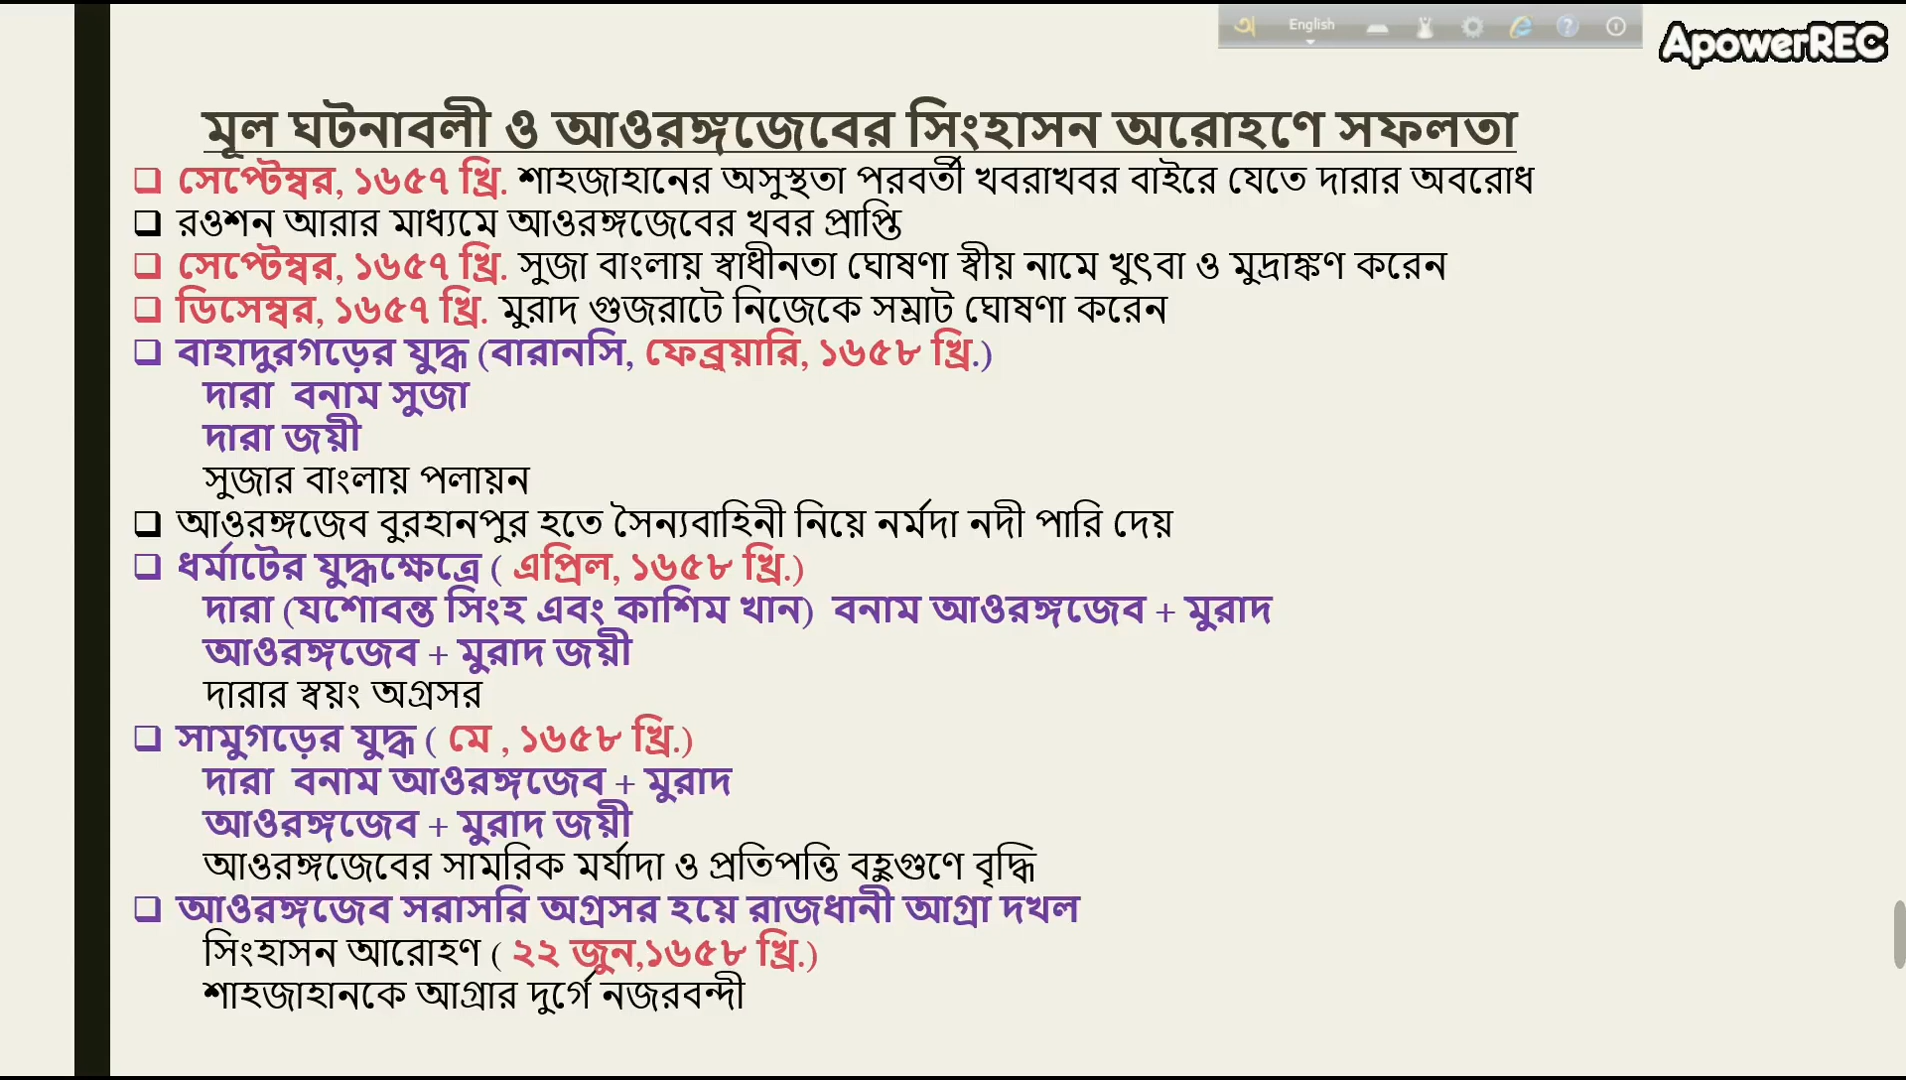 English
ApowerREC
মূল ঘটনাবলী ও আওরঙ্গজেবের সিংহাসন অরোহণে সফলতা
সেপ্টেম্বর, ১৬৫৭ খ্রি. শাহজাহানের অসুস্থতা পরবর্তী খবরাখবর বাইরে যেতে দারার অবরোধ
রওশন আরার মাধ্যমে আওরঙ্গজেবের খবর প্রাপ্তি
সেপ্টেম্বর, ১৬৫৭ খ্রি. সুজা বাংলায় স্বাধীনতা ঘোষণা স্বীয় নামে খুৎবা ও মুদ্রাঙ্কণ করেন
ডিসেম্বর, ১৬৫৭ খ্রি. মুরাদ গুজরাটে নিজেকে সম্রাট ঘোষণা করেন
বাহাদুরগড়ের যুদ্ধ (বারানসি, ফেব্রুয়ারি, ১৬৫৮ খ্রি.)
দারা বনাম সুজা
দারা জয়ী
সুজার বাংলায় পলায়ন
আওরঙ্গজেব বুরহানপুর হতে সৈন্যবাহিনী নিয়ে নর্মদা নদী পারি দেয়
ধর্মাটের যুদ্ধক্ষেত্রে ( এপ্রিল, ১৬৫৮ খ্রি.)
দারা (যশোবন্ত সিংহ এবং কাশিম খান) বনাম আওরঙ্গজেব + মুরাদ
আওরঙ্গজেব + মুরাদ জয়ী
দারার স্বয়ং অগ্রসর
সামুগড়ের যুদ্ধ ( মে , ১৬৫৮ খ্রি.)
দারা বনাম আওরঙ্গজেব + মুরাদ
আওরঙ্গজেব + মুরাদ জয়ী
আওরঙ্গজেবের সামরিক মর্যাদা ও প্রতিপত্তি বহুগুণে বৃদ্ধি
আওরঙ্গজেব সরাসরি অগ্রসর হয়ে রাজধানী আগ্রা দখল
সিংহাসন আরোহণ ( ২২ জুন,১৬৫৮ খ্রি.)
শাহজাহানকে আগ্রার দুর্গে নজরবন্দী